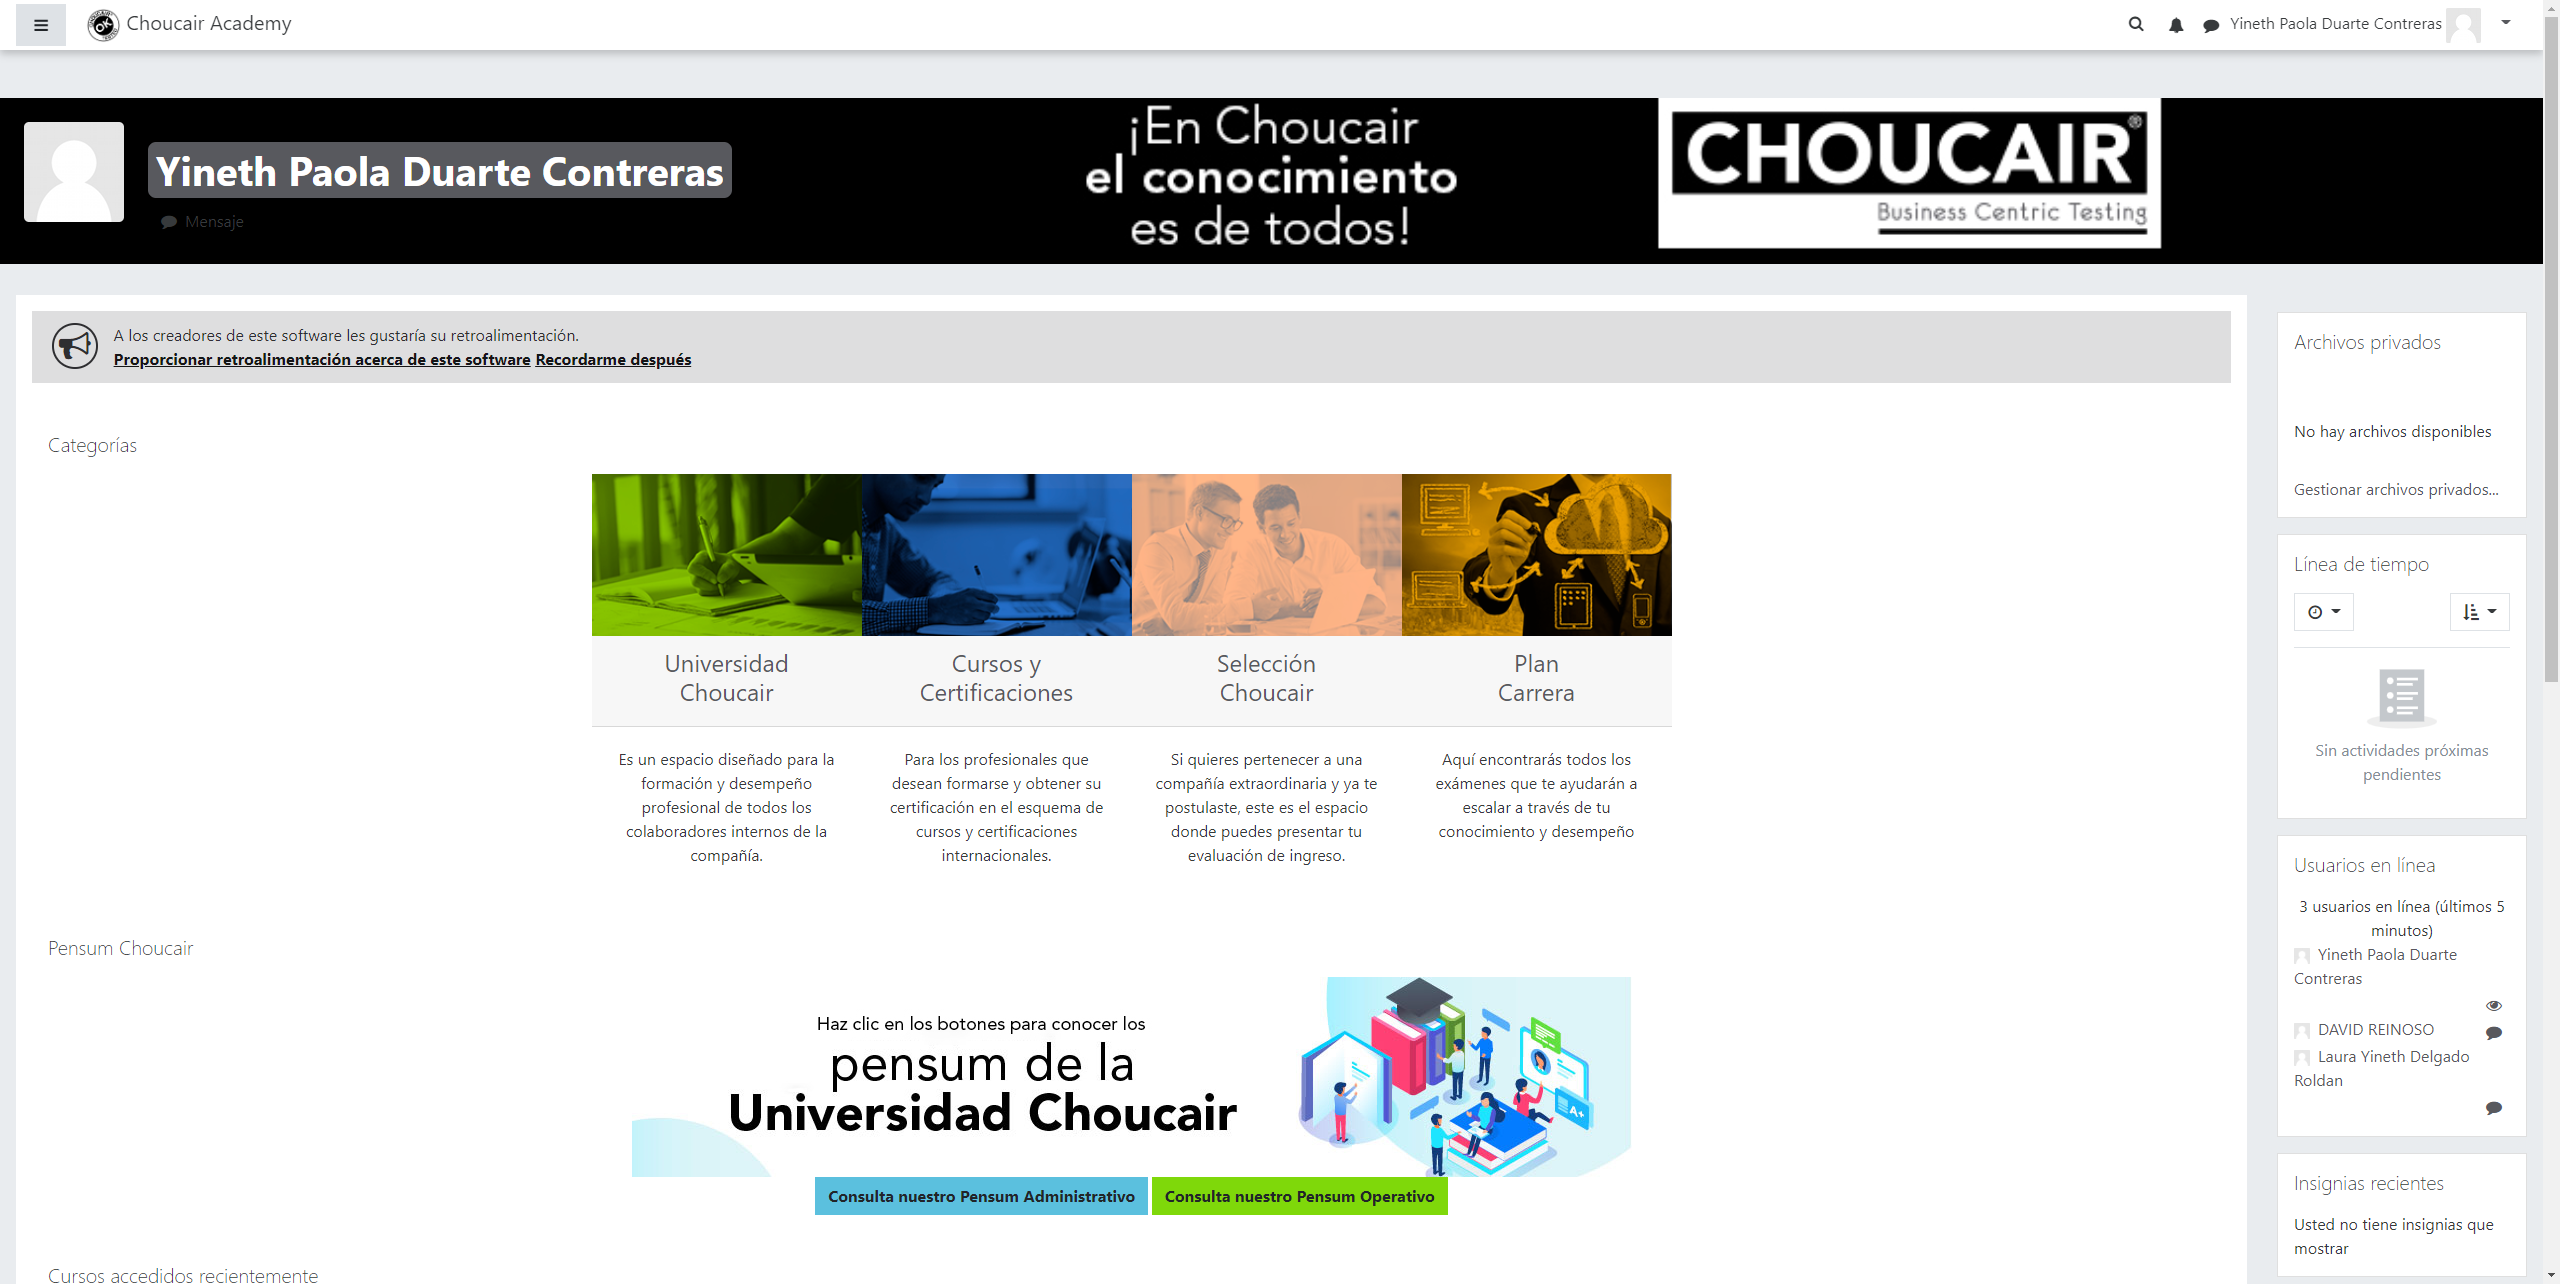 Choucair Academy
Yineth Paola Duarte Contreras
Yineth Paola Duarte Contreras
Mensaje
¡En Choucair
el conocimiento
es de todos!
CHOUCAIR®
Business Centric Testing
A los creadores de este software les gustaría su retroalimentación.
Proporcionar retroalimentación acerca de este software Recordarme después
Categorías
Universidad
Choucair
Es un espacio diseñado para la
formación y desempeño
profesional de todos los
colaboradores internos de la
compañía.
Cursos y
Certificaciones
Para los profesionales que
desean formarse y obtener su
certificación en el esquema de
cursos y certificaciones
internacionales.
Selección
Choucair
Si quieres pertenecer a una
compañía extraordinaria y ya te
postulaste, este es el espacio
donde puedes presentar tu
evaluación de ingreso.
Plan
Carrera
Aquí encontrarás todos los
exámenes que te ayudarán a
escalar a través de tu
conocimiento y desempeño
Pensum Choucair
Haz clic en los botones para conocer los
pensum de la
Universidad Choucair
A+
Consulta nuestro Pensum Administrativo
Consulta nuestro Pensum Operativo
Cursos accedidos recientemente
Archivos privados
No hay archivos disponibles
Gestionar archivos privados...
Línea de tiempo
Sin actividades próximas
pendientes
Usuarios en línea
3 usuarios en línea (últimos 5
minutos)
Yineth Paola Duarte
Contreras
DAVID REINOSO
Laura Yineth Delgado
Roldan
Insignias recientes
Usted no tiene insignias que
mostrar